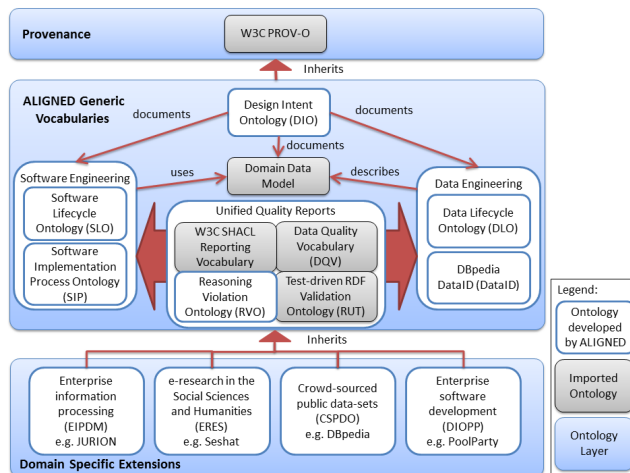 Provenance
W3C PROV-O
Inherits
ALIGNED Generic
Vocabularies
Design Intent
Ontology (DIO)
documents
documents
documents
Software Engineering
Software
Lifecycle
Ontology (SLO)
Software
Implementation
Process Ontology
(SIP)
uses
Domain Data
Model
describes
Data Engineering
Data Lifecycle
Ontology (DLO)
DBpedia
DataID (DataID)
Unified Quality Reports
W3C SHACL
Reporting
Vocabulary
Data Quality
Vocabulary
(DQV)
Reasoning
Violation
Ontology (RVO)
Test-driven RDF
Validation
Ontology (RUT)
Inherits
Enterprise
information
processing
(EIPDM)
e.g. JURION
e-research in the
Social Sciences
and Humanities
(ERES)
e.g. Seshat
Crowd-sourced
public data-sets
(CSPDO)
e.g. DBpedia
Enterprise
software
development
(DIOPP)
e.g. PoolParty
Domain Specific Extensions
Legend:
Ontology
developed
by ALIGNED
Imported
Ontology
Ontology
Layer